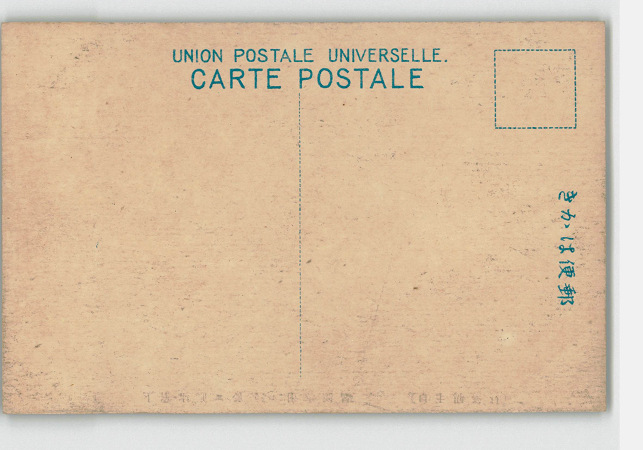 UNION POSTALE UNIVERSELLE.
CARTE POSTALE
きかは便郵